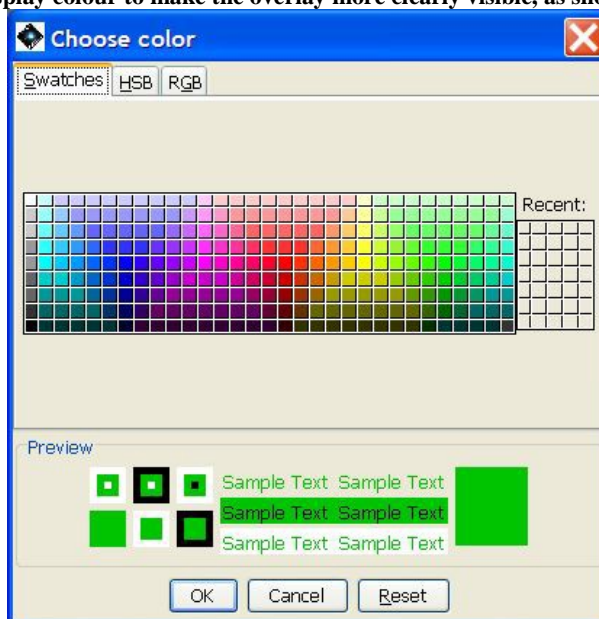 play colour to make the overlay more clearly visible, as
Choose color
Swatches HSB RGB
Recent:
Preview
Sample Text Sample Text
Sample Text Sample Text
Sample Text Sample Text
OK Cancel Reset